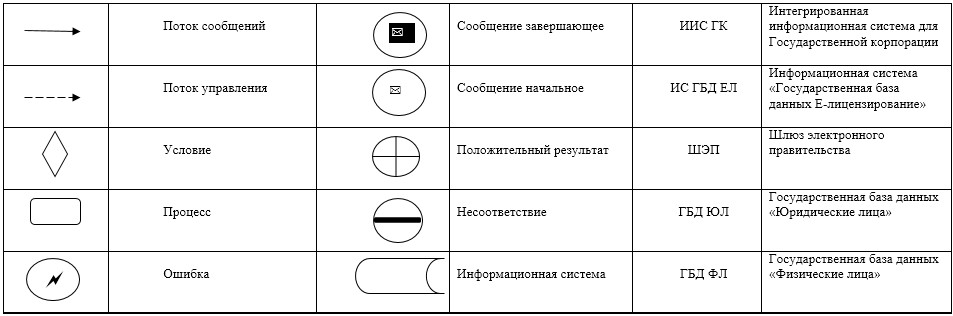 Поток сообщений
Сообщение завершающее
ИИС ГК
Интегрированная
информационная система для
Государственной корпорации
Поток управления
Сообщение начальное
ИС ГБД ЕЛ
Информационная система
«Государственная база
данных Е-лицензирование»
Условие
Положительный результат
ШЭП
Шлюз электронного
правительства
Процесс
Несоответствие
ГБД ЮЛ
Государственная база данных
«Юридические лица»
Ошибка
Информационная система
ГБД ФЛ
Государственная база данных
«Физические лица»